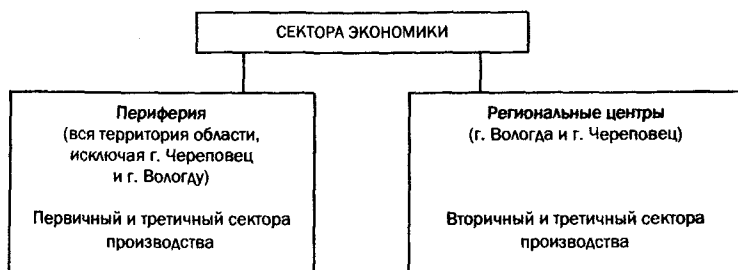 СЕКТОРА ЭКОНОМИКИ
Периферия
(вся территория области,
исключая г. Череповец
и г. Вологду)
Первичный и третичный сектора
производства
Региональные центры
(г. Вологда и г. Череповец)
Вторичный и третичный сектора
производства